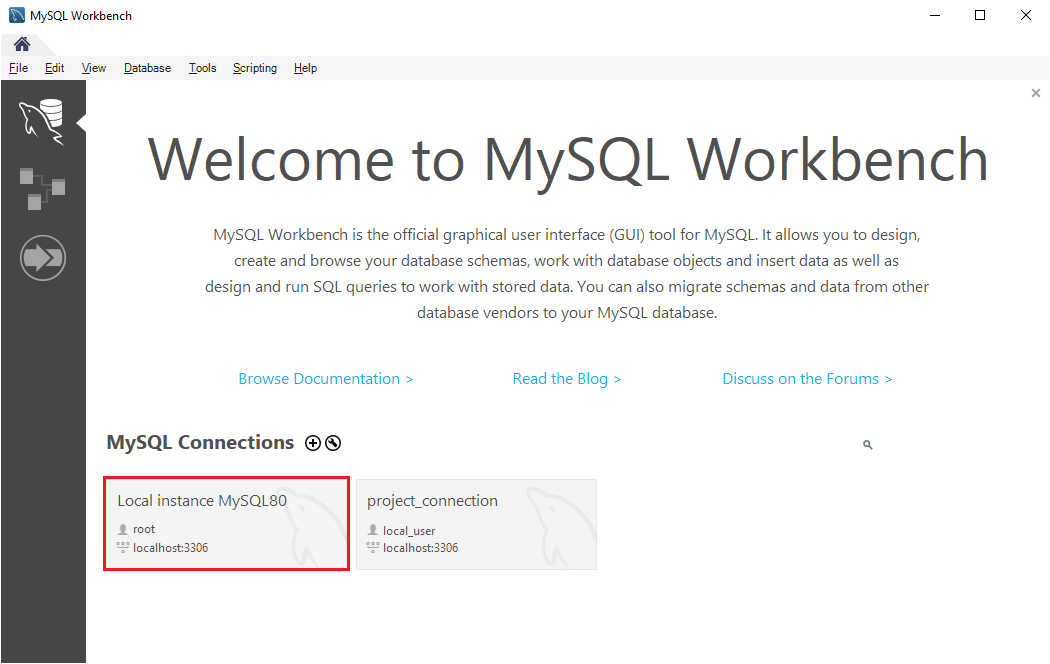 MySQL Workbench
File Edit View Database Tools Scripting Help
Welcome to MySQL Workbench
MySQL Workbench is the official graphical user interface (GUI) tool for MySQL. It allows you to design,
create and browse your database schemas, work with database objects and insert data as well as
design and run SQL queries to work with stored data. You can also migrate schemas and data from other
database vendors to your MySQL database.
Browse Documentation > Read the Blog > Discuss on the Forums >
MySQL Connections
Local instance MySQL80
root
localhost:3306
project_connection
local_user
localhost:3306